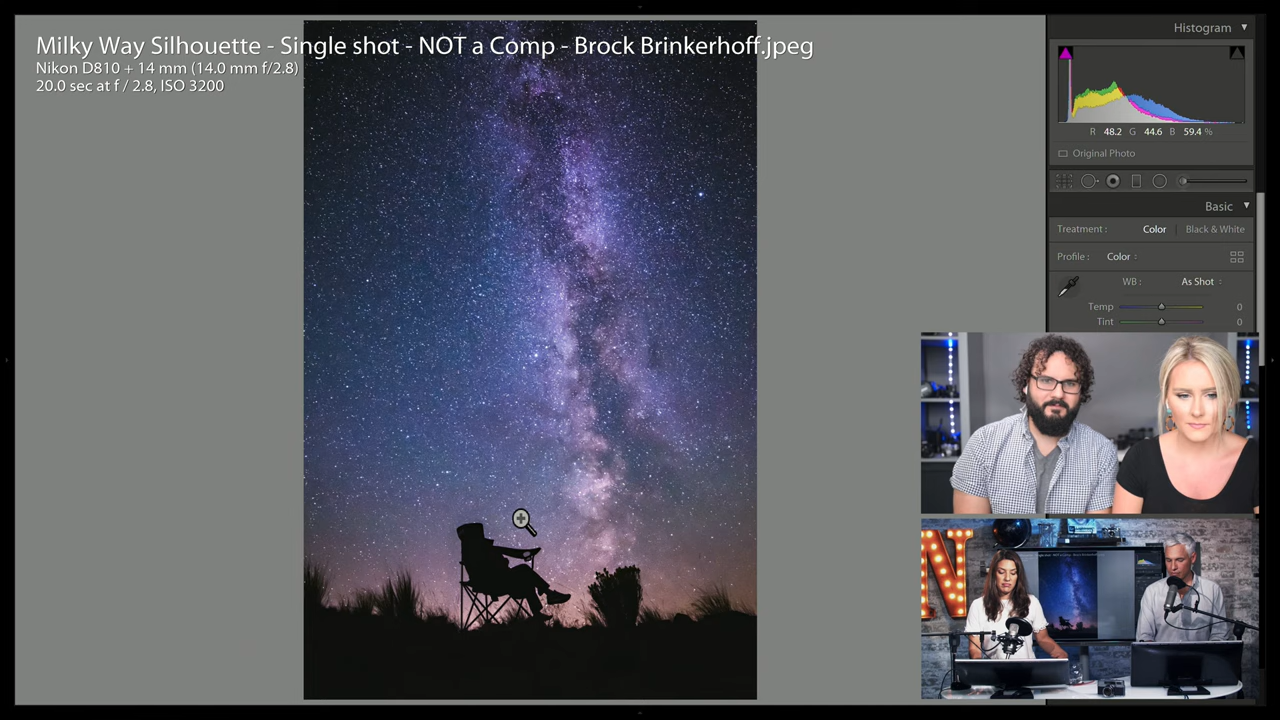 Milky Way Silhouette - Single shot - NOT a Comp - Brock Brinkerhoff.jpeg
Nikon D810 + 14 mm (14.0 mm f/2.8)
20.0 sec at f / 2.8, ISO 3200
Histogram
R 48.2 G 44.6 B 59.4 %
Original Photo
Basic
Treatment : Color Black & White
Profile : Color
WB : As Shot
Temp 0
Tint 0
N